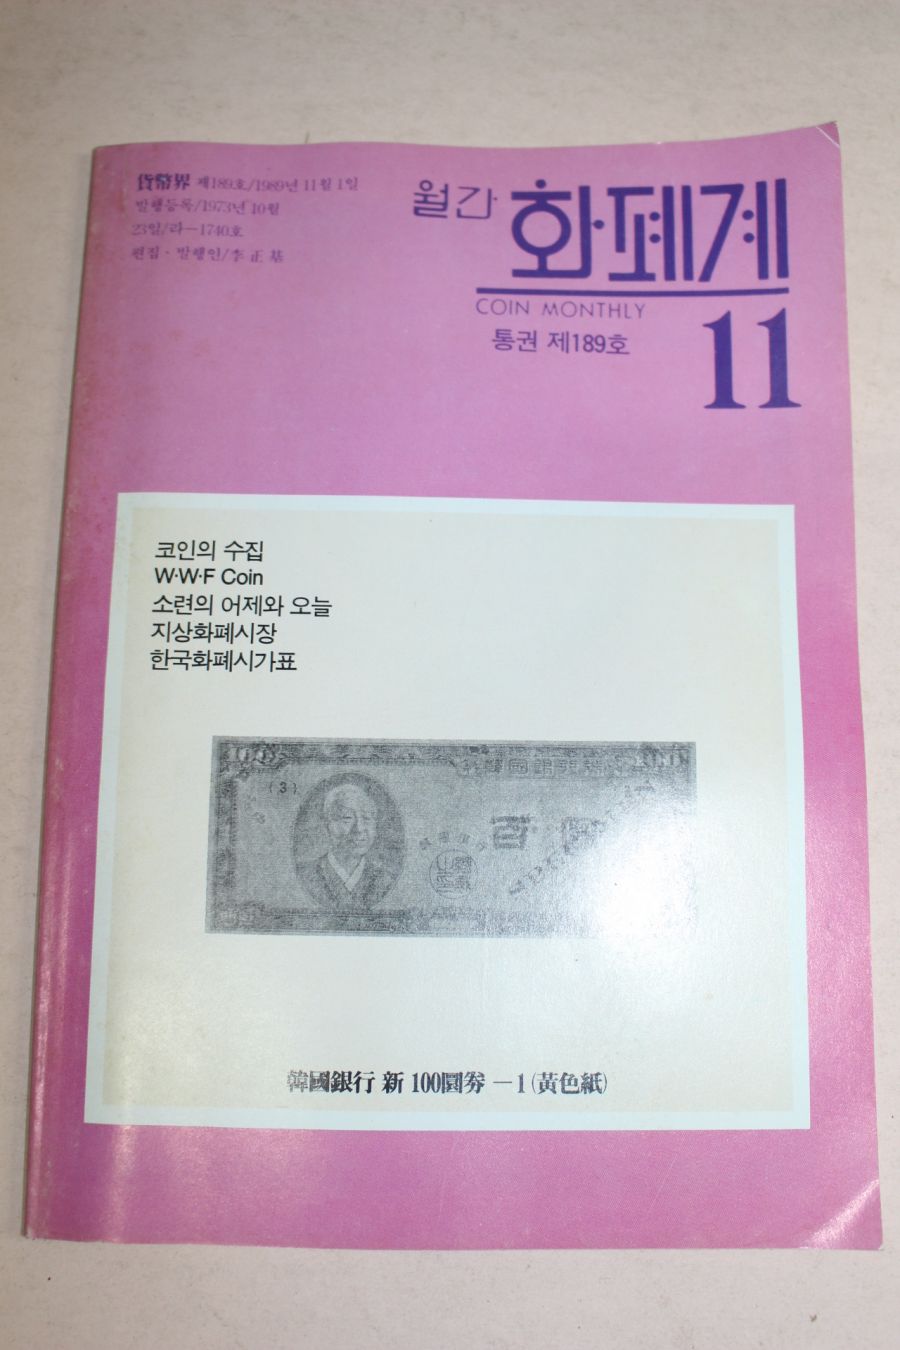 貨幣界 제189호/1989년 11월 1일
발행등록/1973년 10월
23일/라-1740호
편집·발행인/李正基
월간 화폐계
COIN MONTHLY
통권 제189호
11
코인의 수집
W·W·F Coin
소련의 어제와 오늘
지상화폐시장
한국화폐시가표
100
(3)
百
韓國銀行 新 100圜券 —1 (黃色紙)